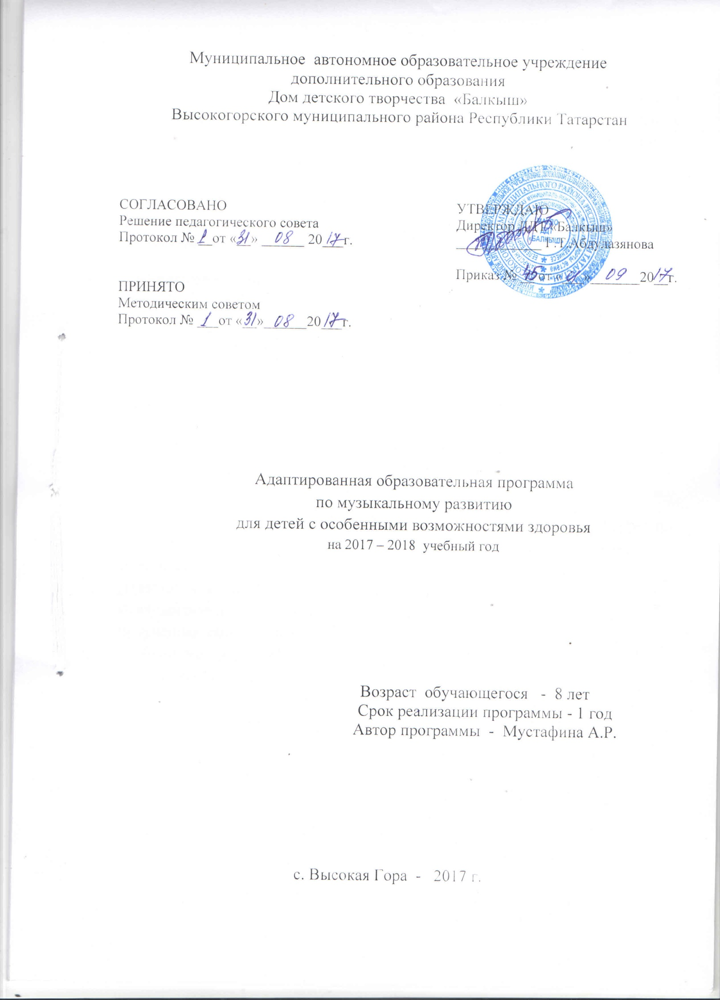 Муниципальное автономное образовательное учреждение
дополнительного образования
Дом детского творчества «Балкыш»
Высокогорского муниципального района Республики Татарстан
СОГЛАСОВАНО
Решение педагогического совета
Протокол № 1 от «31» 08 2017г.
ПРИНЯТО
Методическим советом
Протокол № 1 от «31» 08 2017г.
УТВЕРЖДАЮ
Директор ДДТ «Балкыш»
Г.Т.Абдулазянова
Приказ № 45 от «01» 09 2017г.
Адаптированная образовательная программа
по музыкальному развитию
для детей с особенными возможностями здоровья
на 2017 – 2018 учебный год
Возраст обучающегося - 8 лет
Срок реализации программы - 1 год
Автор программы - Мустафина А.Р.
с. Высокая Гора - 2017 г.